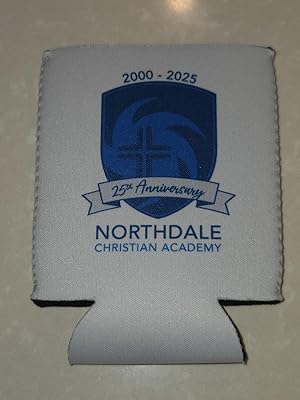 2000 - 2025
25th Anniversary
NORTHDALE
CHRISTIAN ACADEMY